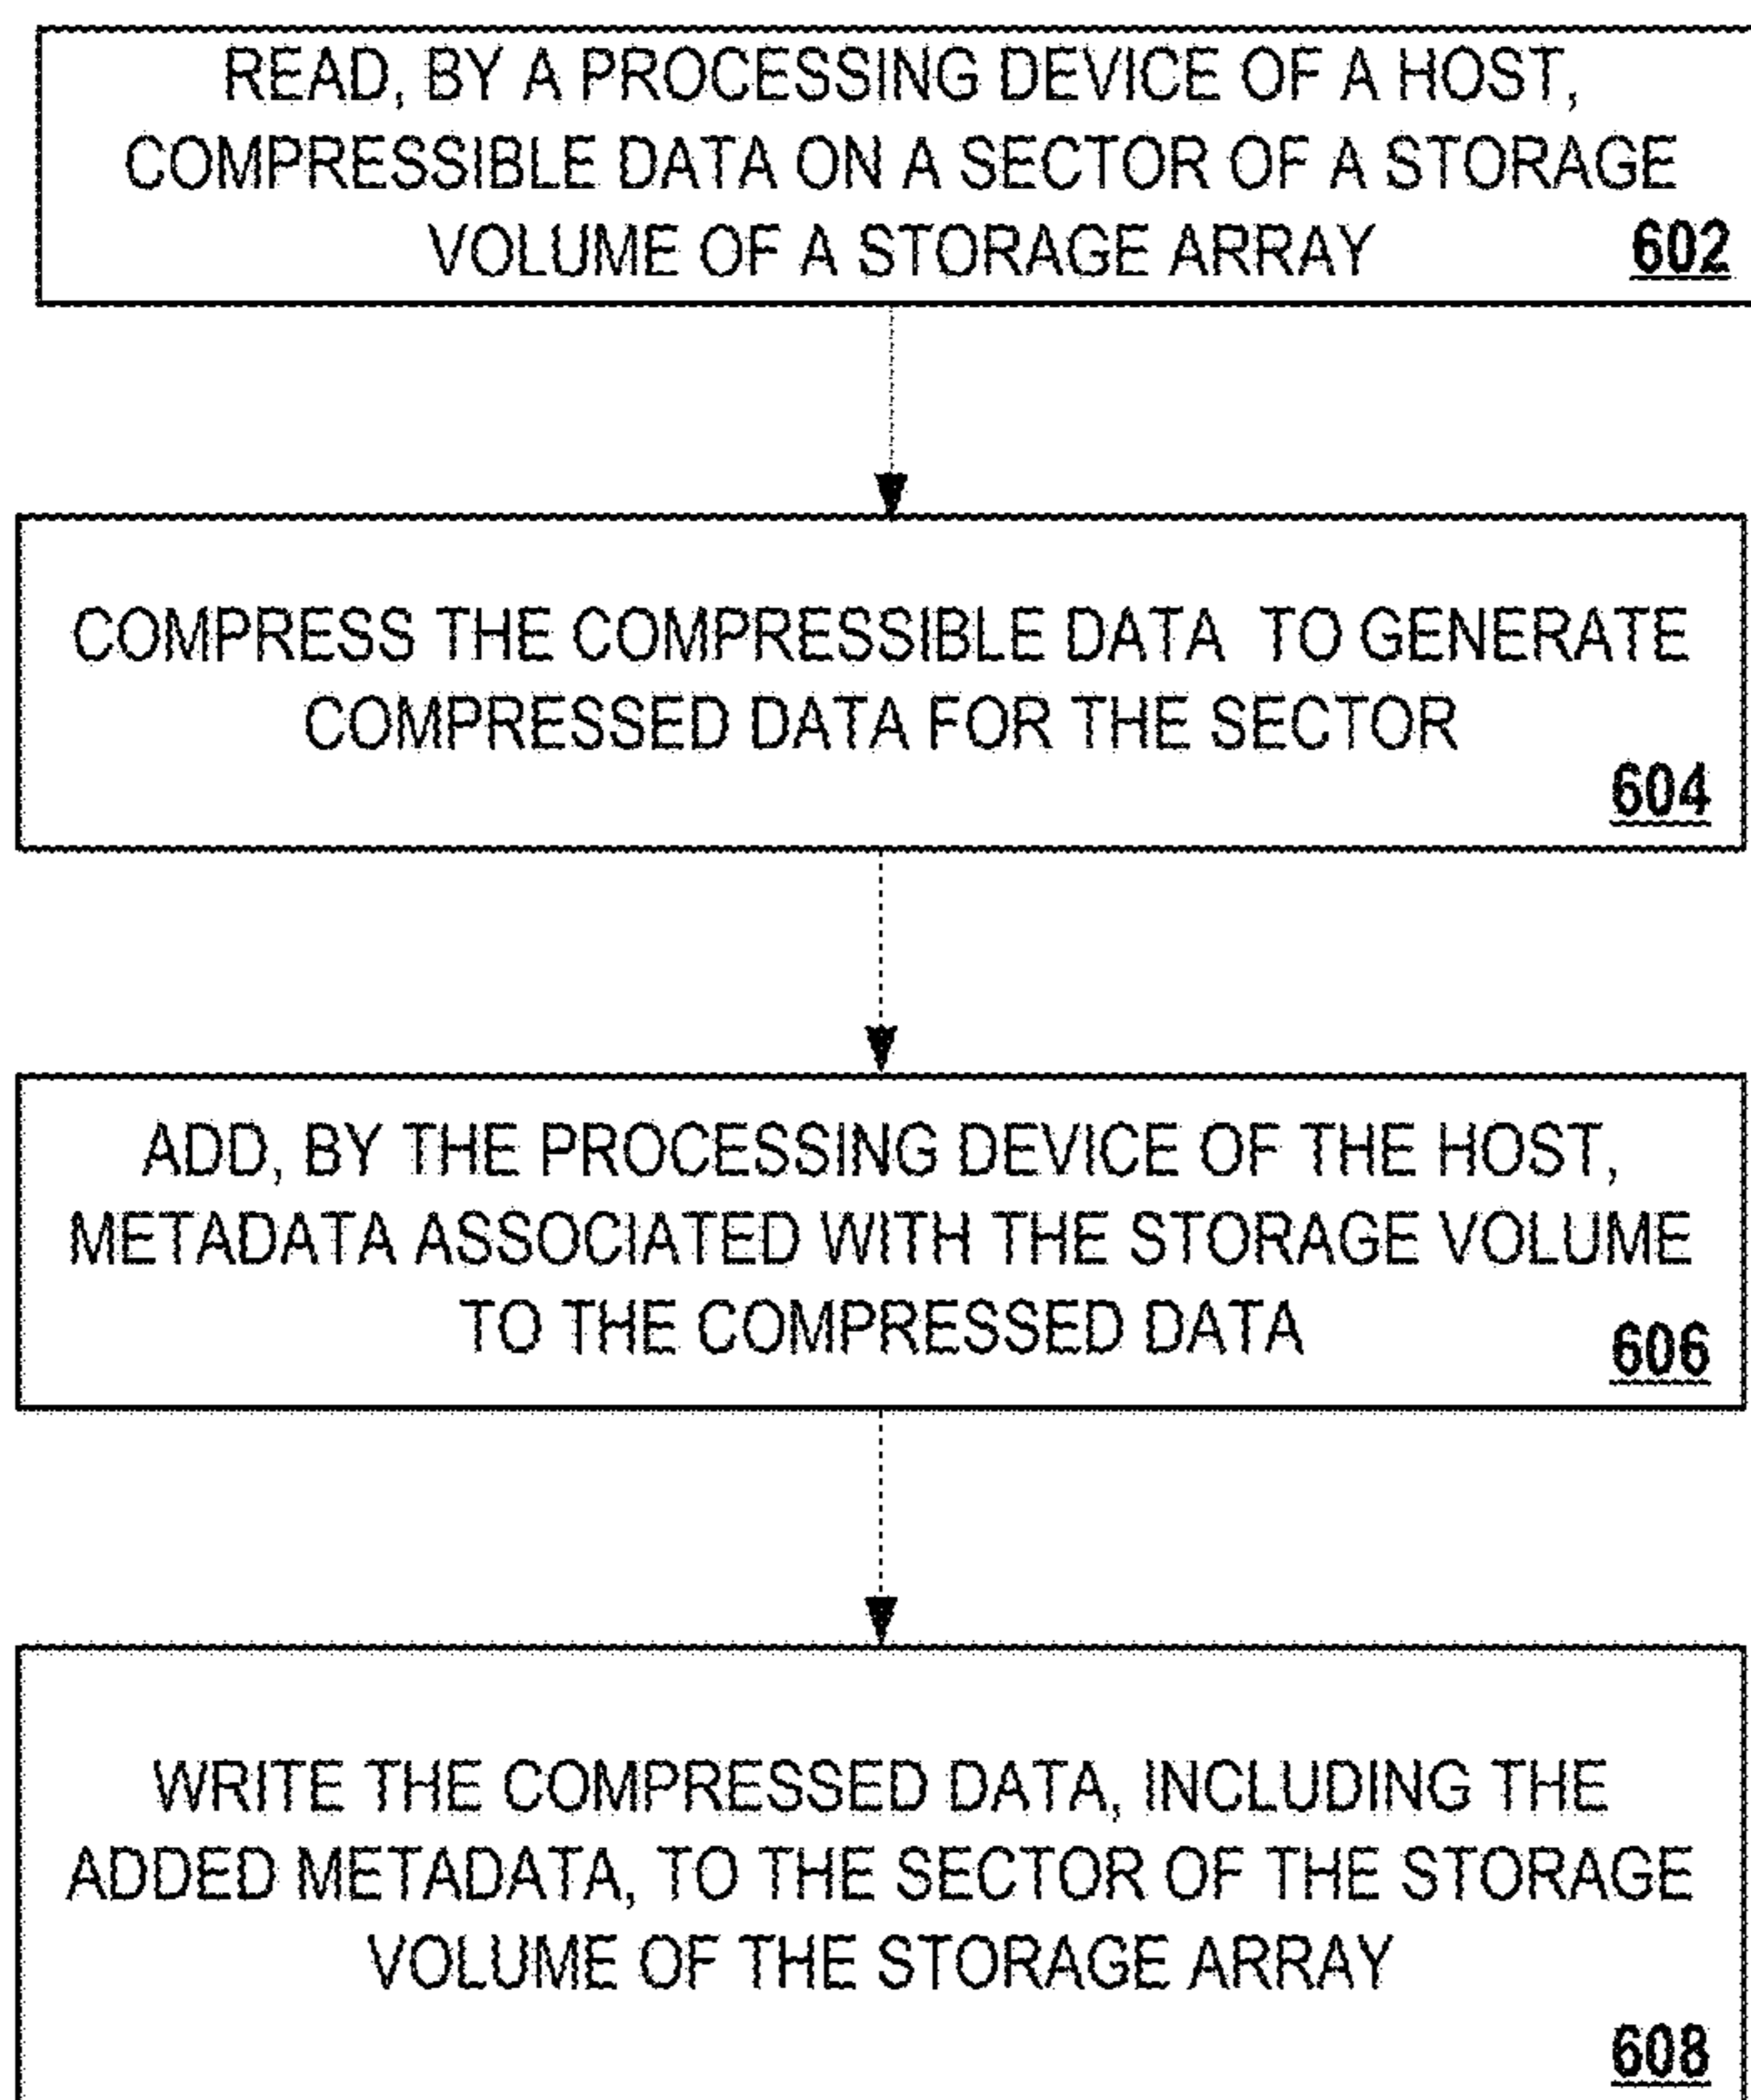 READ, BY A PROCESSING DEVICE OF A HOST,
COMPRESSIBLE DATA ON A SECTOR OF A STORAGE
VOLUME OF A STORAGE ARRAY
602
COMPRESS THE COMPRESSIBLE DATA TO GENERATE
COMPRESSED DATA FOR THE SECTOR
604
ADD, BY THE PROCESSING DEVICE OF THE HOST,
METADATA ASSOCIATED WITH THE STORAGE VOLUME
TO THE COMPRESSED DATA
606
WRITE THE COMPRESSED DATA, INCLUDING THE
ADDED METADATA, TO THE SECTOR OF THE STORAGE
VOLUME OF THE STORAGE ARRAY
608